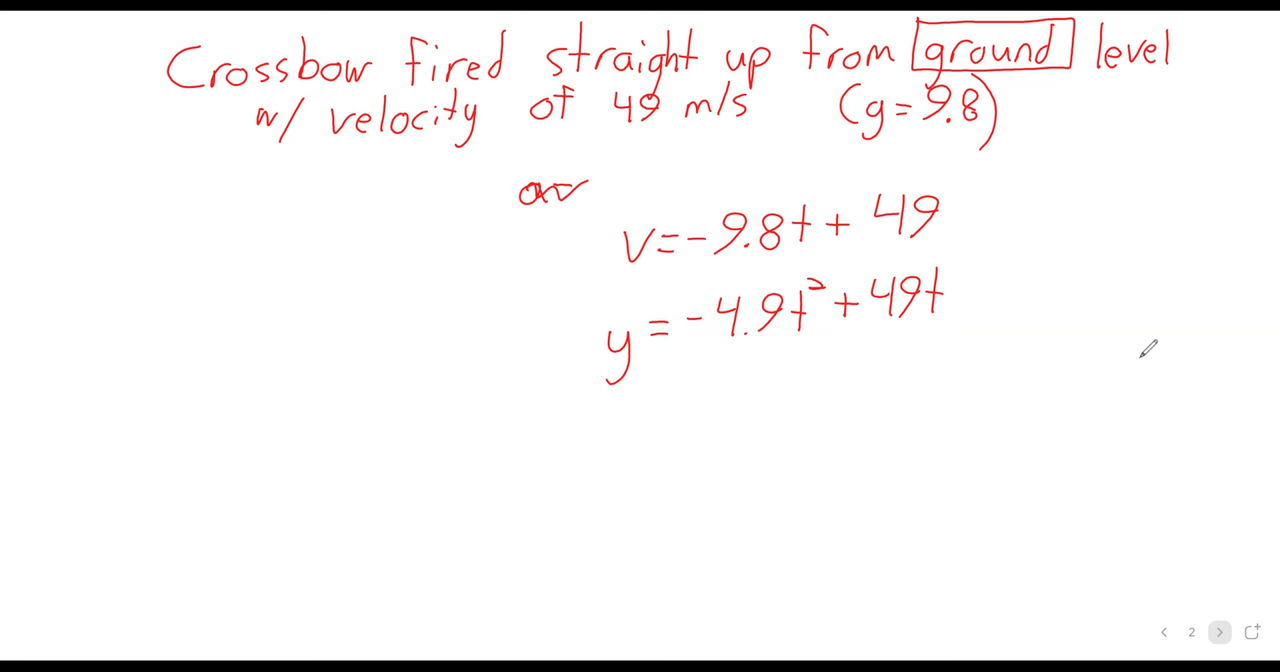 Crossbow fired straight up from ground level
w/ velocity of 49 m/s (g=9.8)
v=-9.8t+49
y=-4.9t²+49t
2